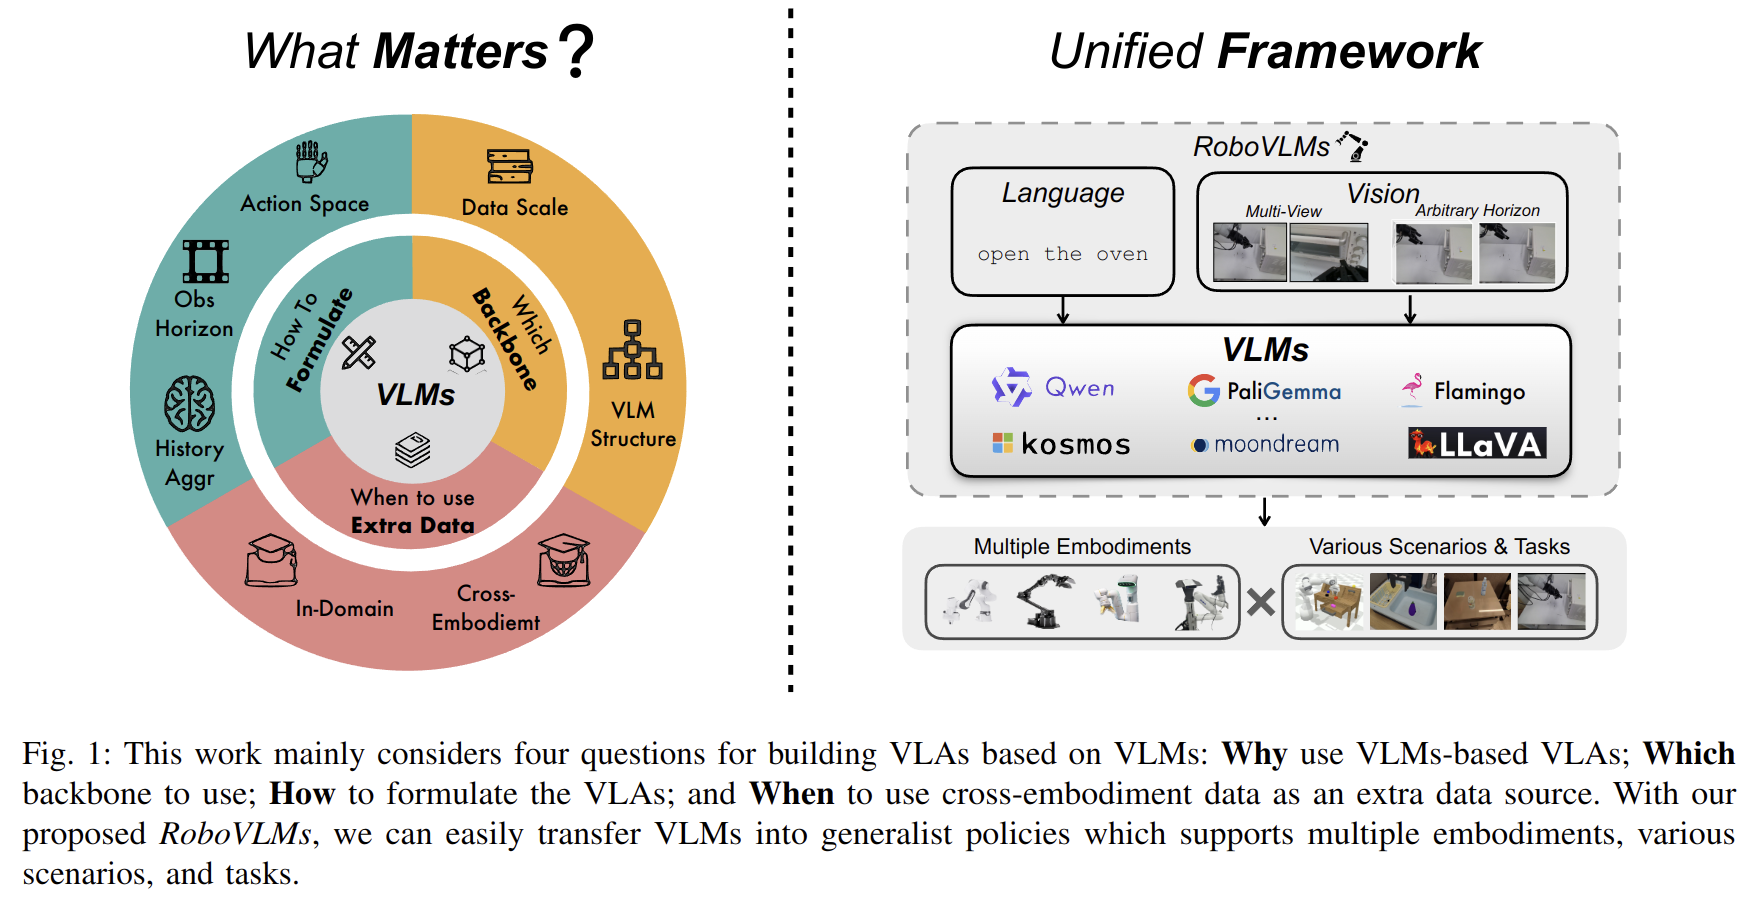 What Matters?
Action Space
Data Scale
Obs
Horizon
How To
Formulate
Which
Backbone
VLMs
VLM
Structure
History
Aggr
When to use
Extra Data
In-Domain
Cross-
Embodiemt
Unified Framework
RoboVLMs
Language
open the oven
Vision
Multi-View
Arbitrary Horizon
VLMs
Qwen
PaliGemma
Flamingo
...
kosmos
moondream
LLaVA
Multiple Embodiments
Various Scenarios & Tasks
Fig. 1: This work mainly considers four questions for building VLAs based on VLMs: Why use VLMs-based VLAs; Which
backbone to use; How to formulate the VLAs; and When to use cross-embodiment data as an extra data source. With our
proposed RoboVLMs, we can easily transfer VLMs into generalist policies which supports multiple embodiments, various
scenarios, and tasks.